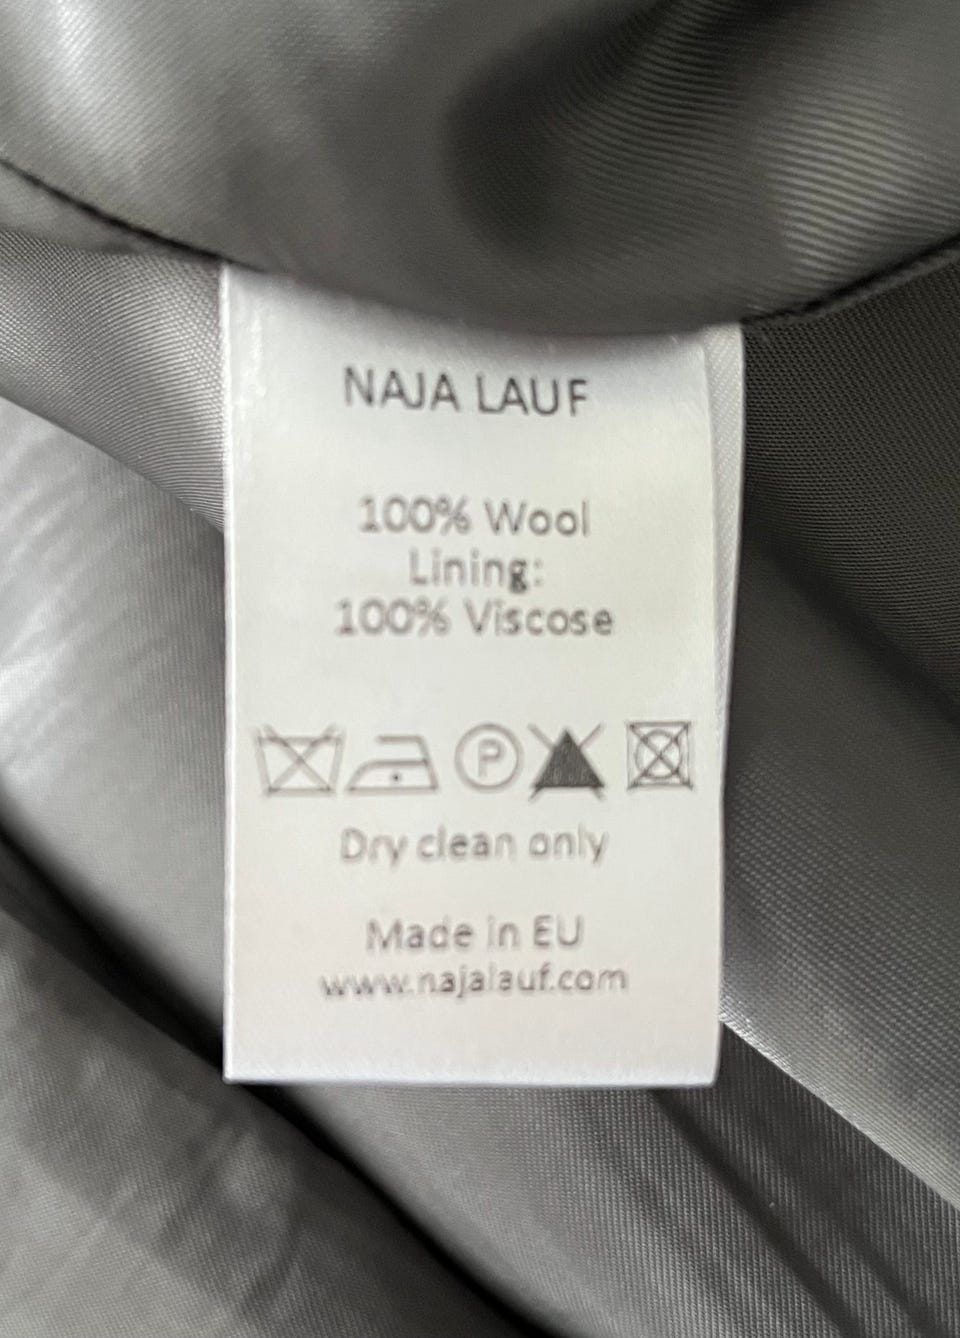 NAJA LAUF
100% Wool
Lining:
100% Viscose
P
Dry clean only
Made in EU
www.najalauf.com